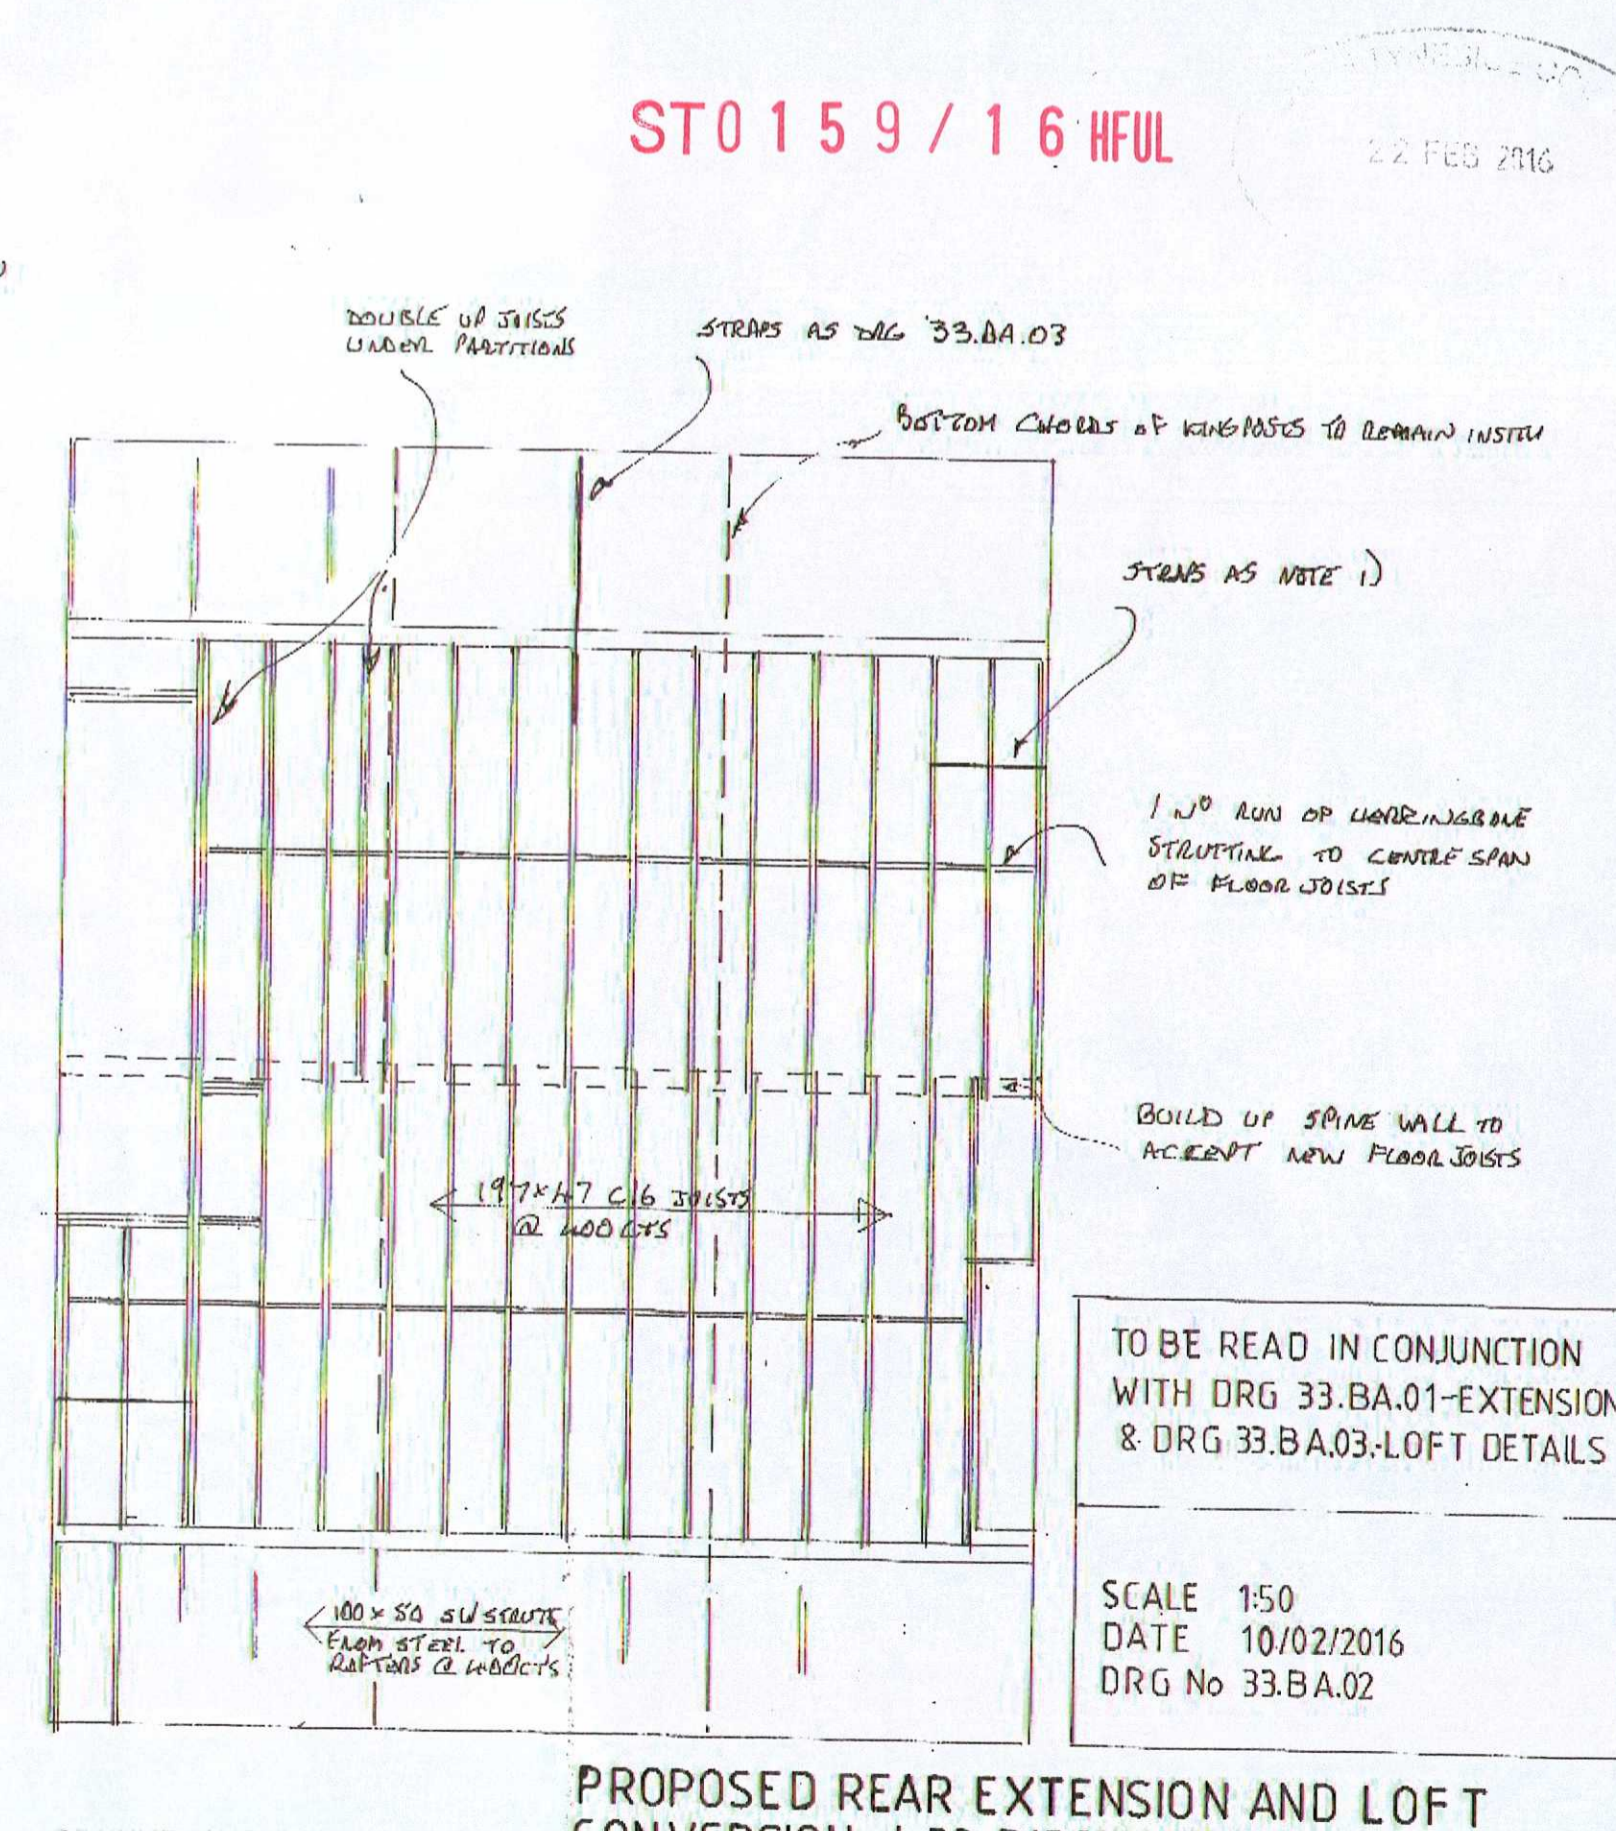 ST0159/16 HFUL
22 FEB 2016
DOUBLE UP JOISTS
UNDER PARTITIONS
STRAPS AS DRG 33.BA.03
BOTTOM CHORDS OF KINGPOSTS TO REMAIN INSITU
STRAPS AS NOTE 1)
1 No RUN OF HERRINGBONE
STRUTTING TO CENTRE SPAN
OF FLOOR JOISTS
BUILD UP SPINE WALL TO
ACCEPT NEW FLOOR JOISTS
197x47 C16 JOISTS
@ 400 CTS
100 x 50 SW STRUTS
FROM STEEL TO
RAFTERS @ 400CTS
TO BE READ IN CONJUNCTION
WITH DRG 33.BA.01-EXTENSION
& DRG 33.BA.03.-LOFT DETAILS
SCALE 1:50
DATE 10/02/2016
DRG No 33.BA.02
PROPOSED REAR EXTENSION AND LOFT